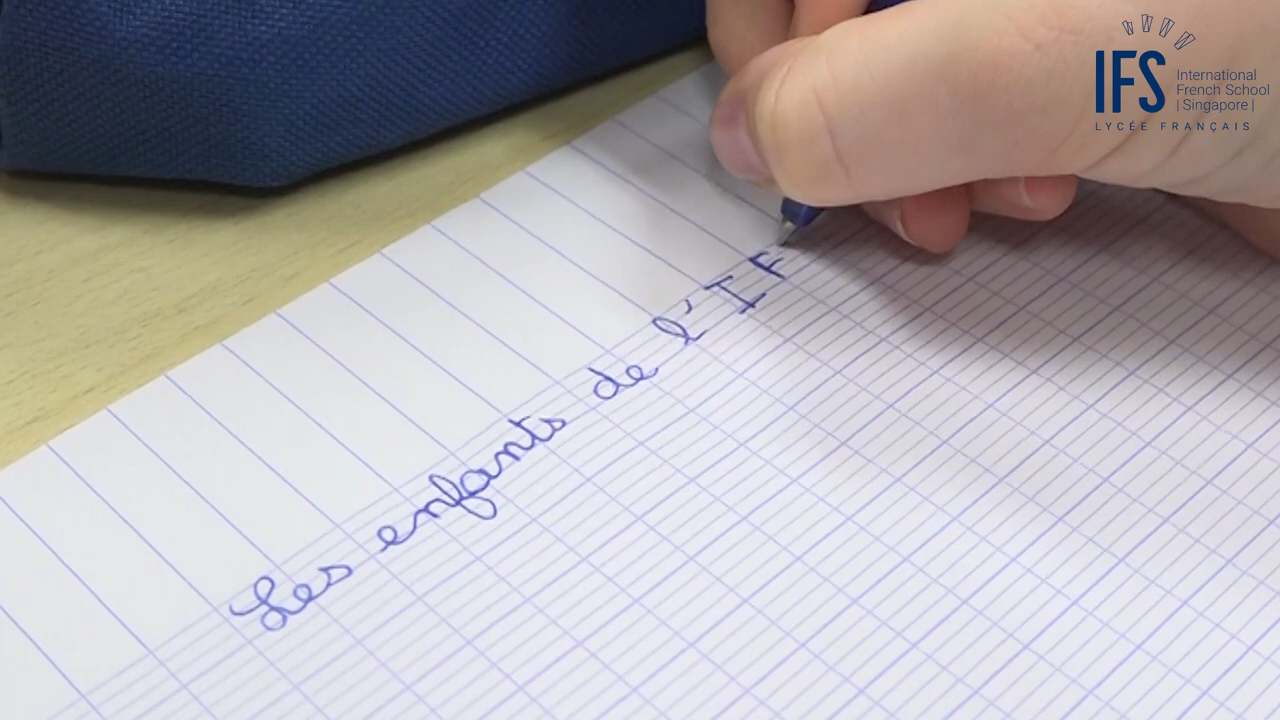 Les enfants de l'IF
IFS
International
French School
| Singapore |
LYCÉE FRANÇAIS